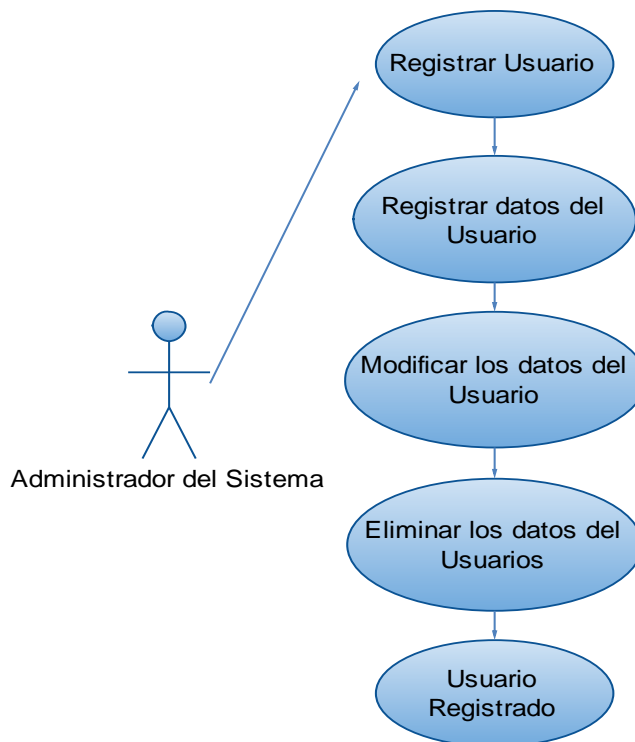 Registrar Usuario
Registrar datos del
Usuario
Modificar los datos del
Usuario
Administrador del Sistema
Eliminar los datos del
Usuarios
Usuario
Registrado